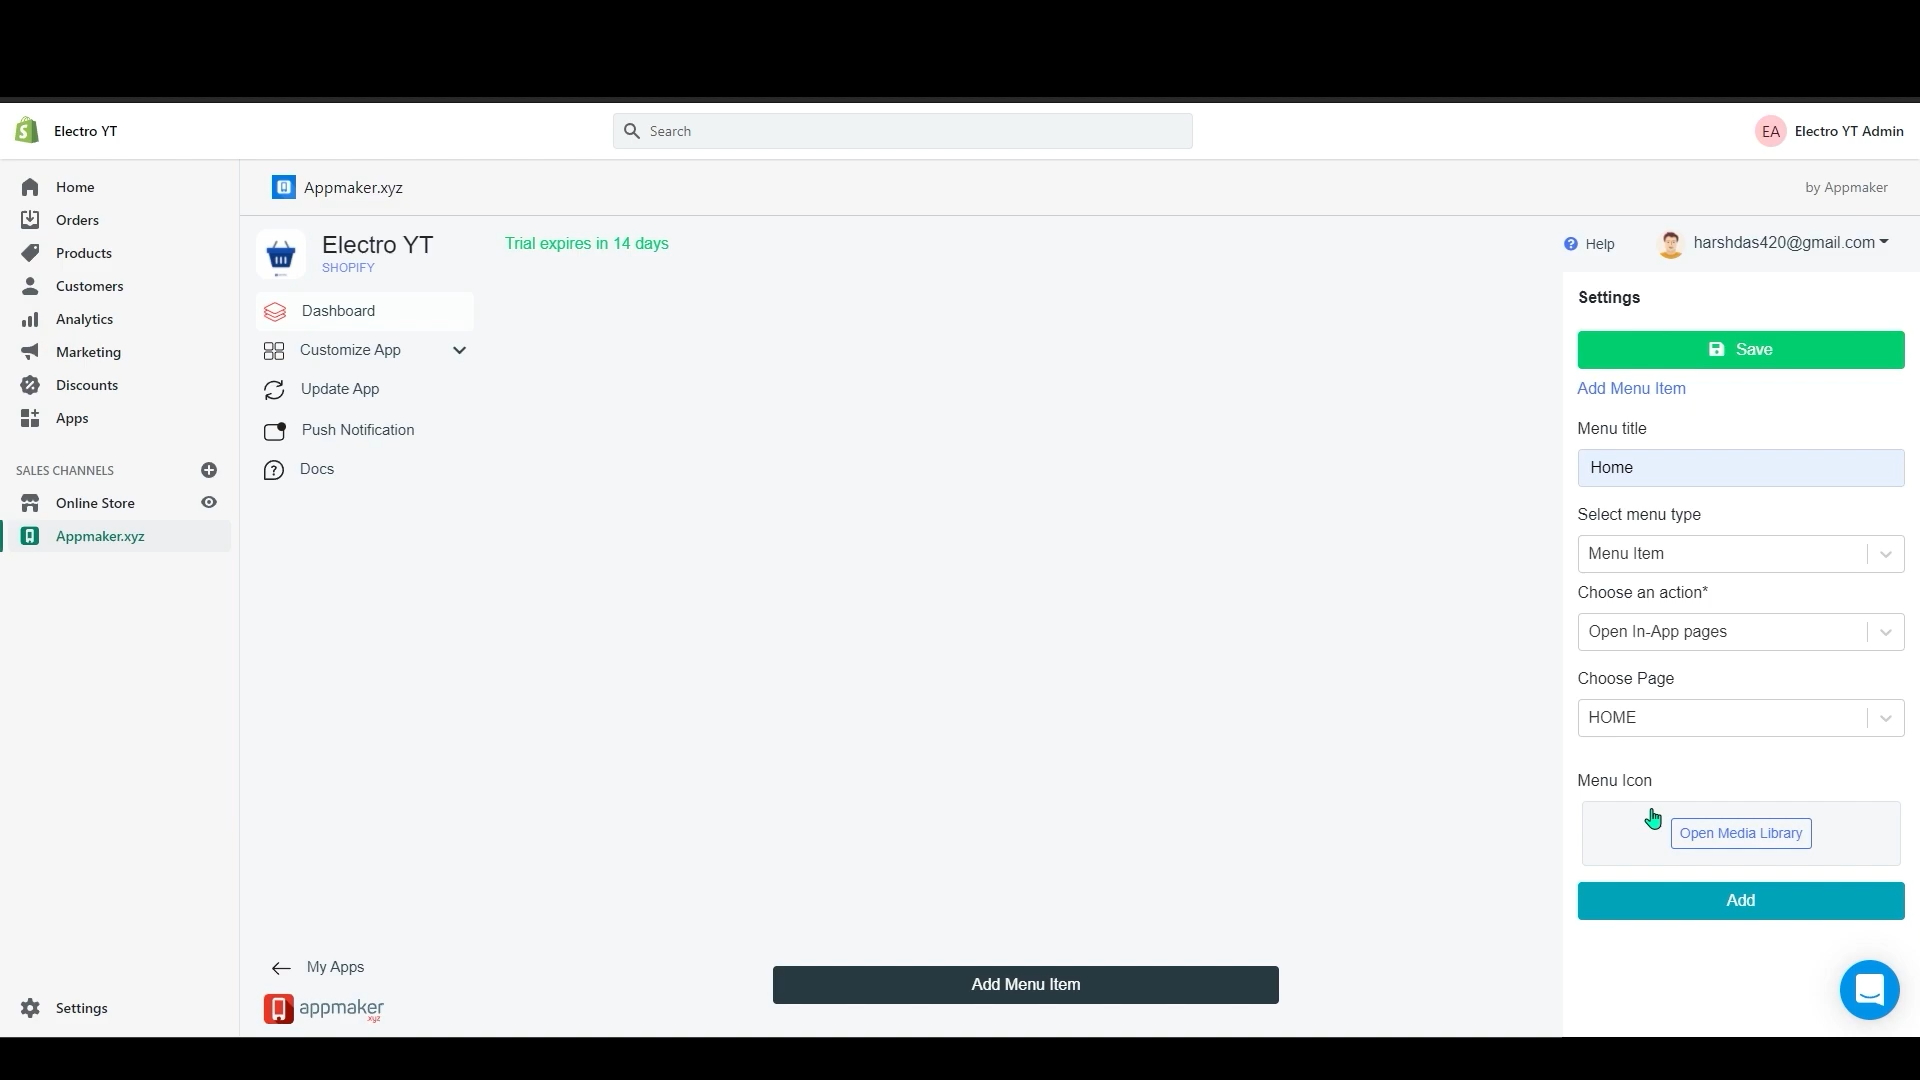 Electro YT
Search
EA Electro YT Admin
Home
Orders
Products
Customers
Analytics
Marketing
Discounts
Apps
SALES CHANNELS
Online Store
Appmaker.xyz
Settings
Appmaker.xyz
by Appmaker
Electro YT
SHOPIFY
Trial expires in 14 days
Help
harshdas420@gmail.com
Dashboard
Customize App
Update App
Push Notification
Docs
My Apps
appmaker
xyz
Add Menu Item
Settings
Save
Add Menu Item
Menu title
Home
Select menu type
Menu Item
Choose an action*
Open In-App pages
Choose Page
HOME
Menu Icon
Open Media Library
Add